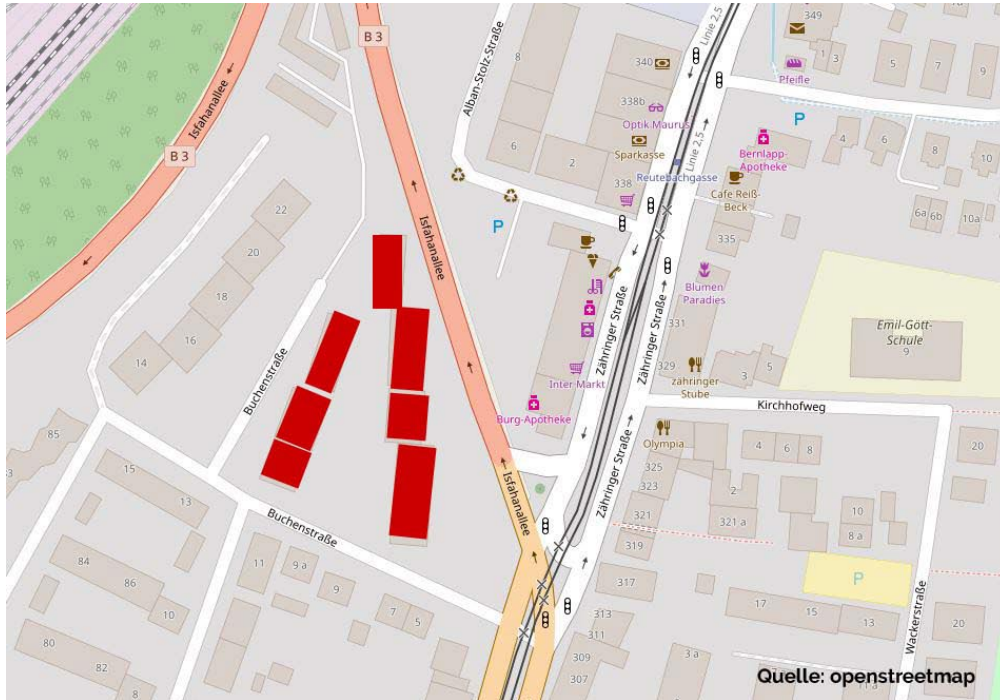 B 3
Isfahanallee
B 3
Alban-Stolz-Straße
8
6
2
340
338b
Optik Maurus
Sparkasse
338
Linie 2,5
Linie 2,5
Reutebachgasse
349
1
3
Pfeifle
5
7
9
P
Bernlapp-
Apotheke
4
6
8
10
Cafe Reiß-
Beck
335
6a
6b
10a
22
20
18
16
14
Isfahanallee
P
Blumen
Paradies
331
329
Zähringer Straße
Zähringer Straße
Emil-Gött-
Schule
9
zähringer
Stube
3
5
Inter Markt
Burg-Apotheke
Buchenstraße
Kirchhofweg
Olympia
4
6
8
20
85
15
13
325
323
321
319
2
321 a
10
8 a
Zähringer Straße
Isfahanallee
Buchenstraße
84
86
10
11
9 a
9
7
5
317
P
17
15
13
20
Wackerstraße
80
82
8
313
311
309
307
3 a
Quelle: openstreetmap